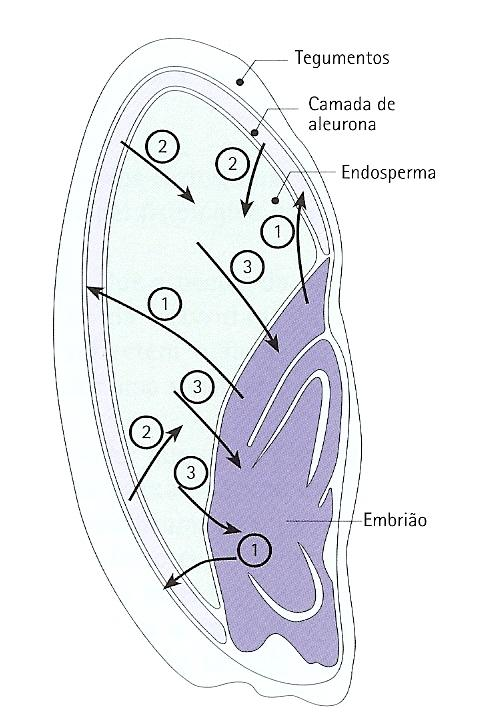 Tegumentos
Camada de
aleurona
2
2
Endosperma
1
3
1
3
2
3
Embrião
1